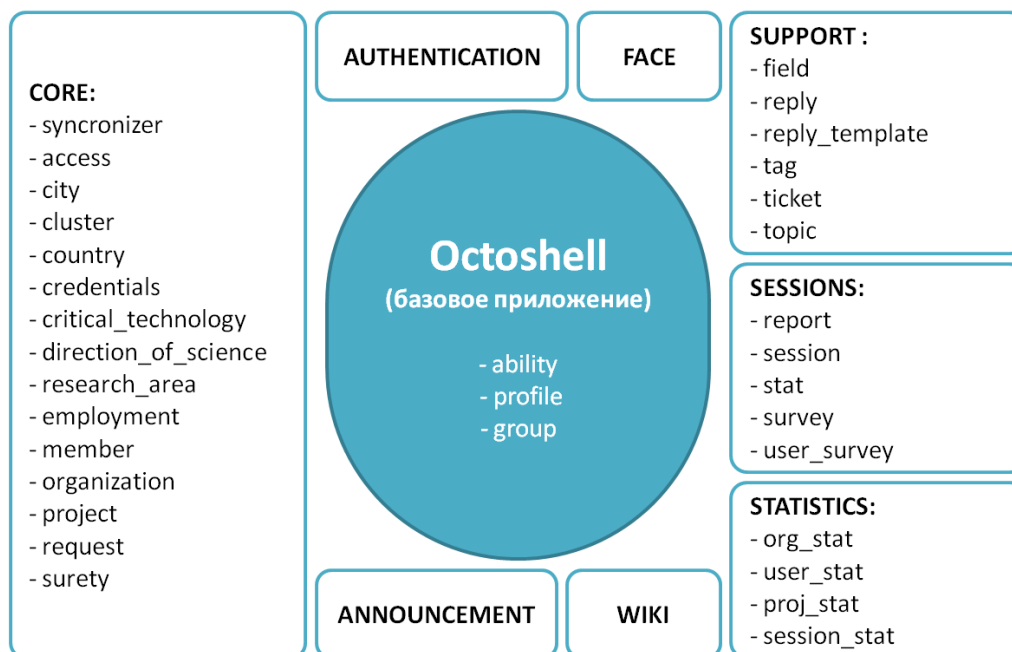 CORE:
- syncronizer
- access
- city
- cluster
- country
- credentials
- critical_technology
- direction_of_science
- research_area
- employment
- member
- organization
- project
- request
- surety
AUTHENTICATION
FACE
Octoshell
(базовое приложение)
- ability
- profile
- group
ANNOUNCEMENT
WIKI
SUPPORT :
- field
- reply
- reply_template
- tag
- ticket
- topic
SESSIONS:
- report
- session
- stat
- survey
- user_survey
STATISTICS:
- org_stat
- user_stat
- proj_stat
- session_stat